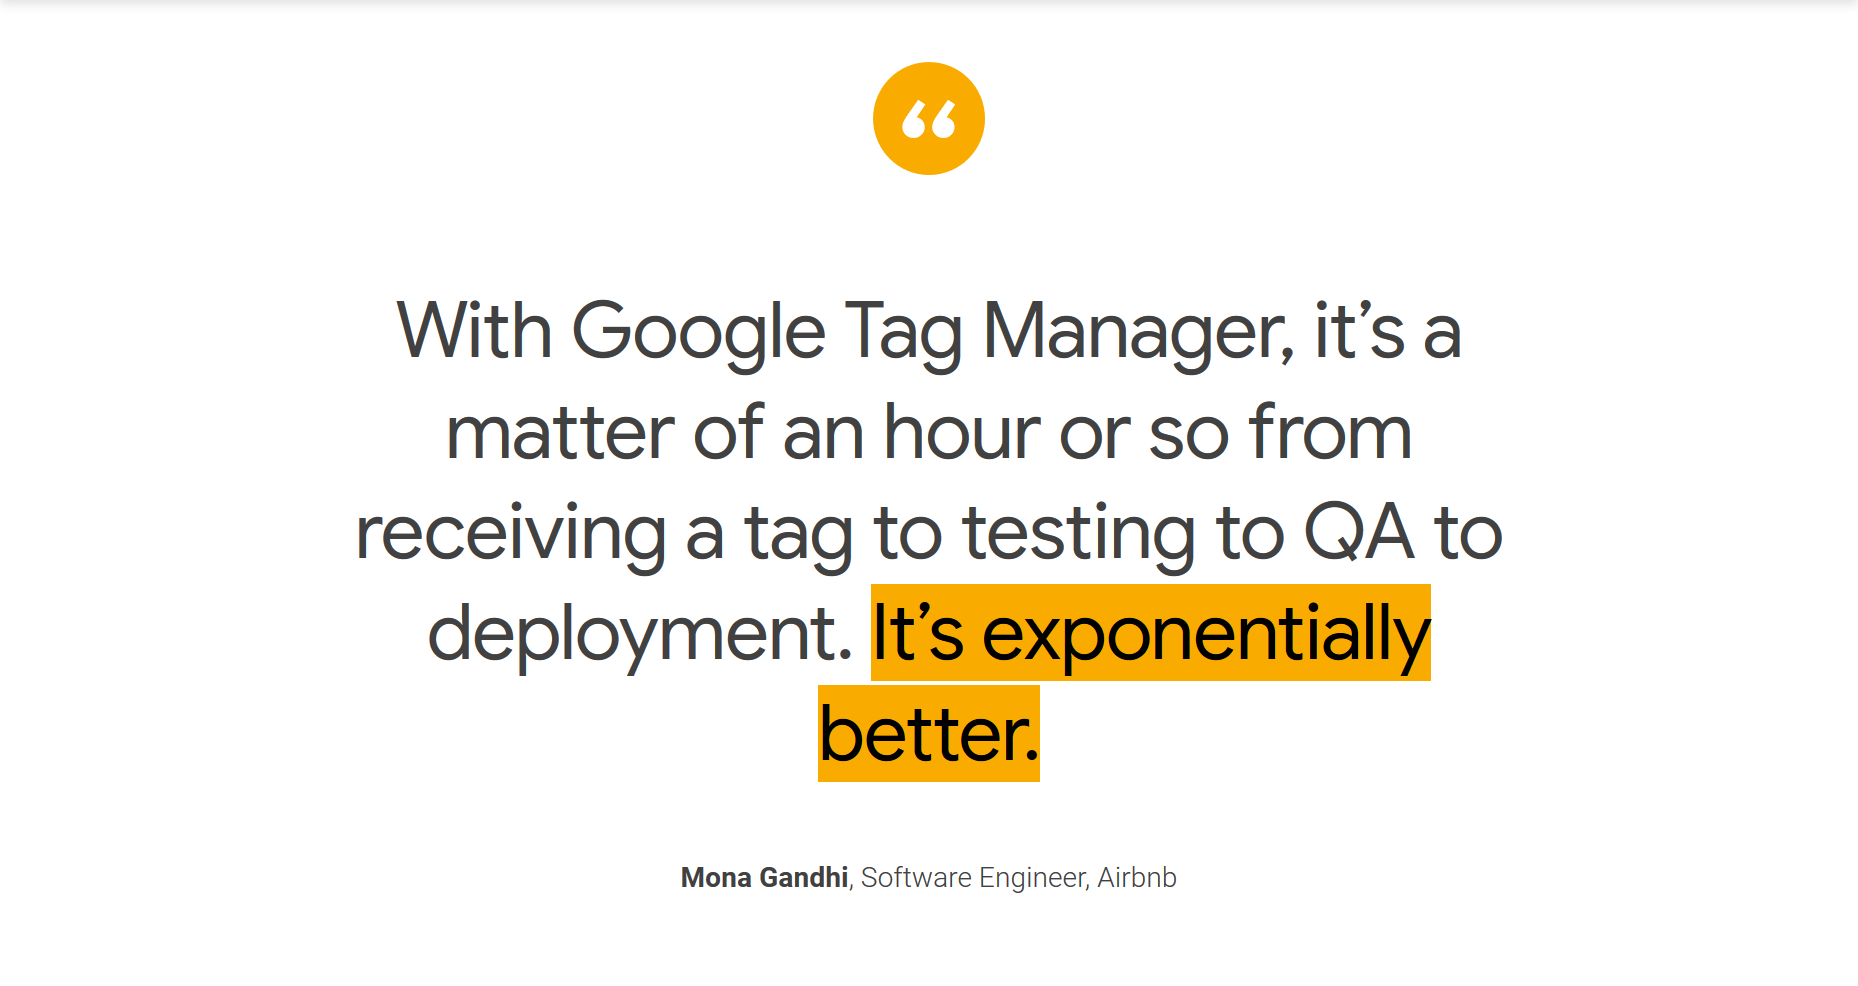 “
With Google Tag Manager, it’s a
matter of an hour or so from
receiving a tag to testing to QA to
deployment. It’s exponentially
better.
Mona Gandhi, Software Engineer, Airbnb